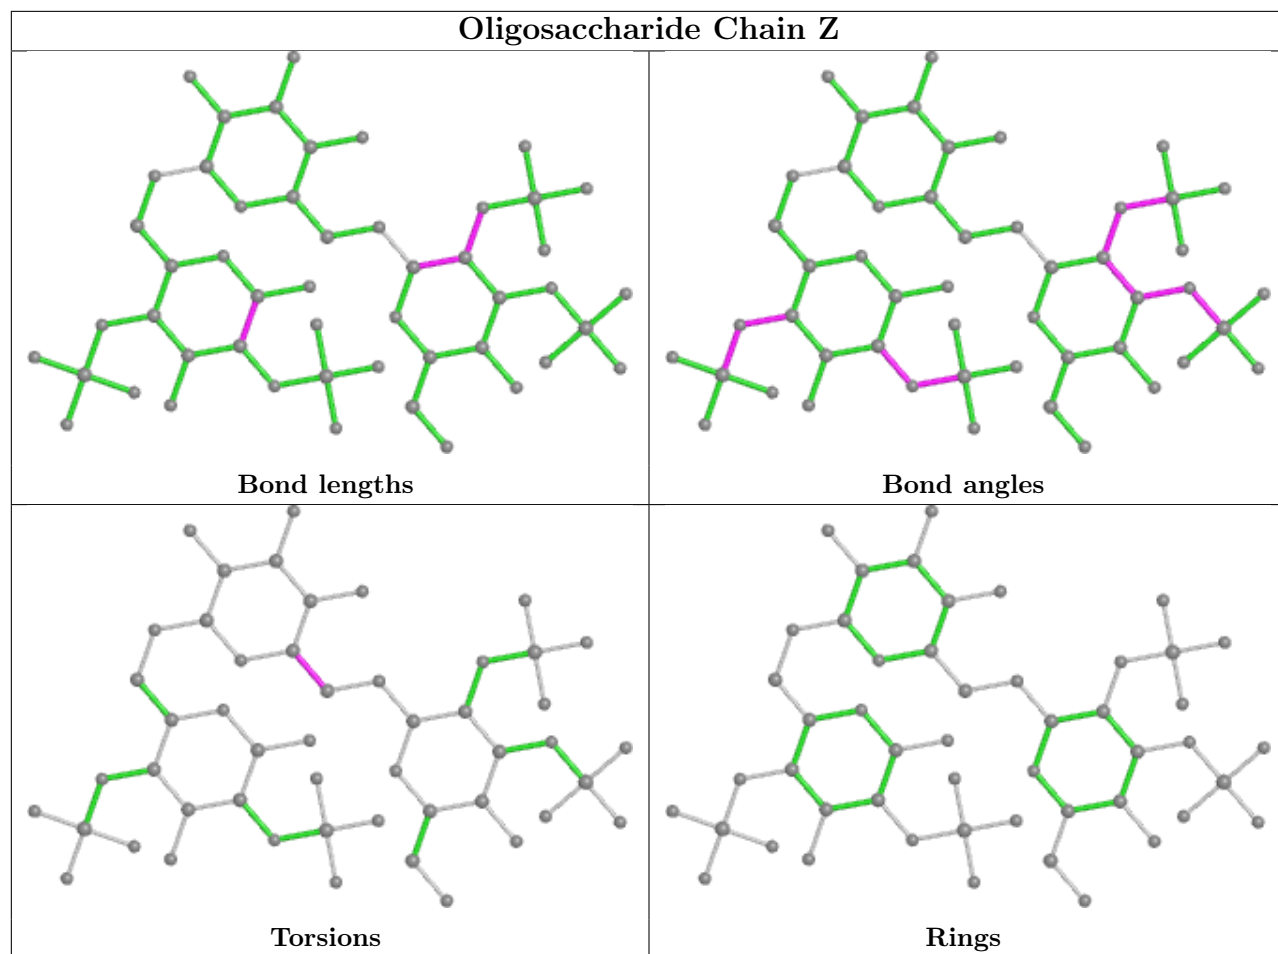 Oligosaccharide Chain Z
Bond lengths
Bond angles
Torsions
Rings